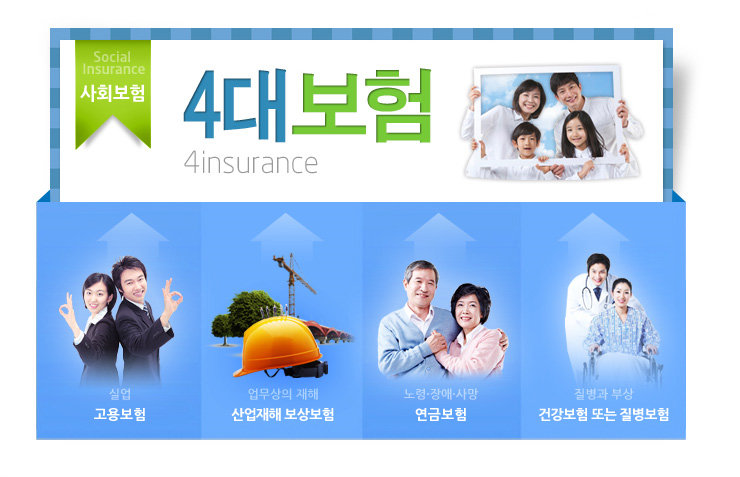 Social
Insurance
사회보험
4대보험
4insurance
실업
고용보험
업무상의 재해
산업재해 보상보험
노령·장애·사망
연금보험
질병과 부상
건강보험 또는 질병보험